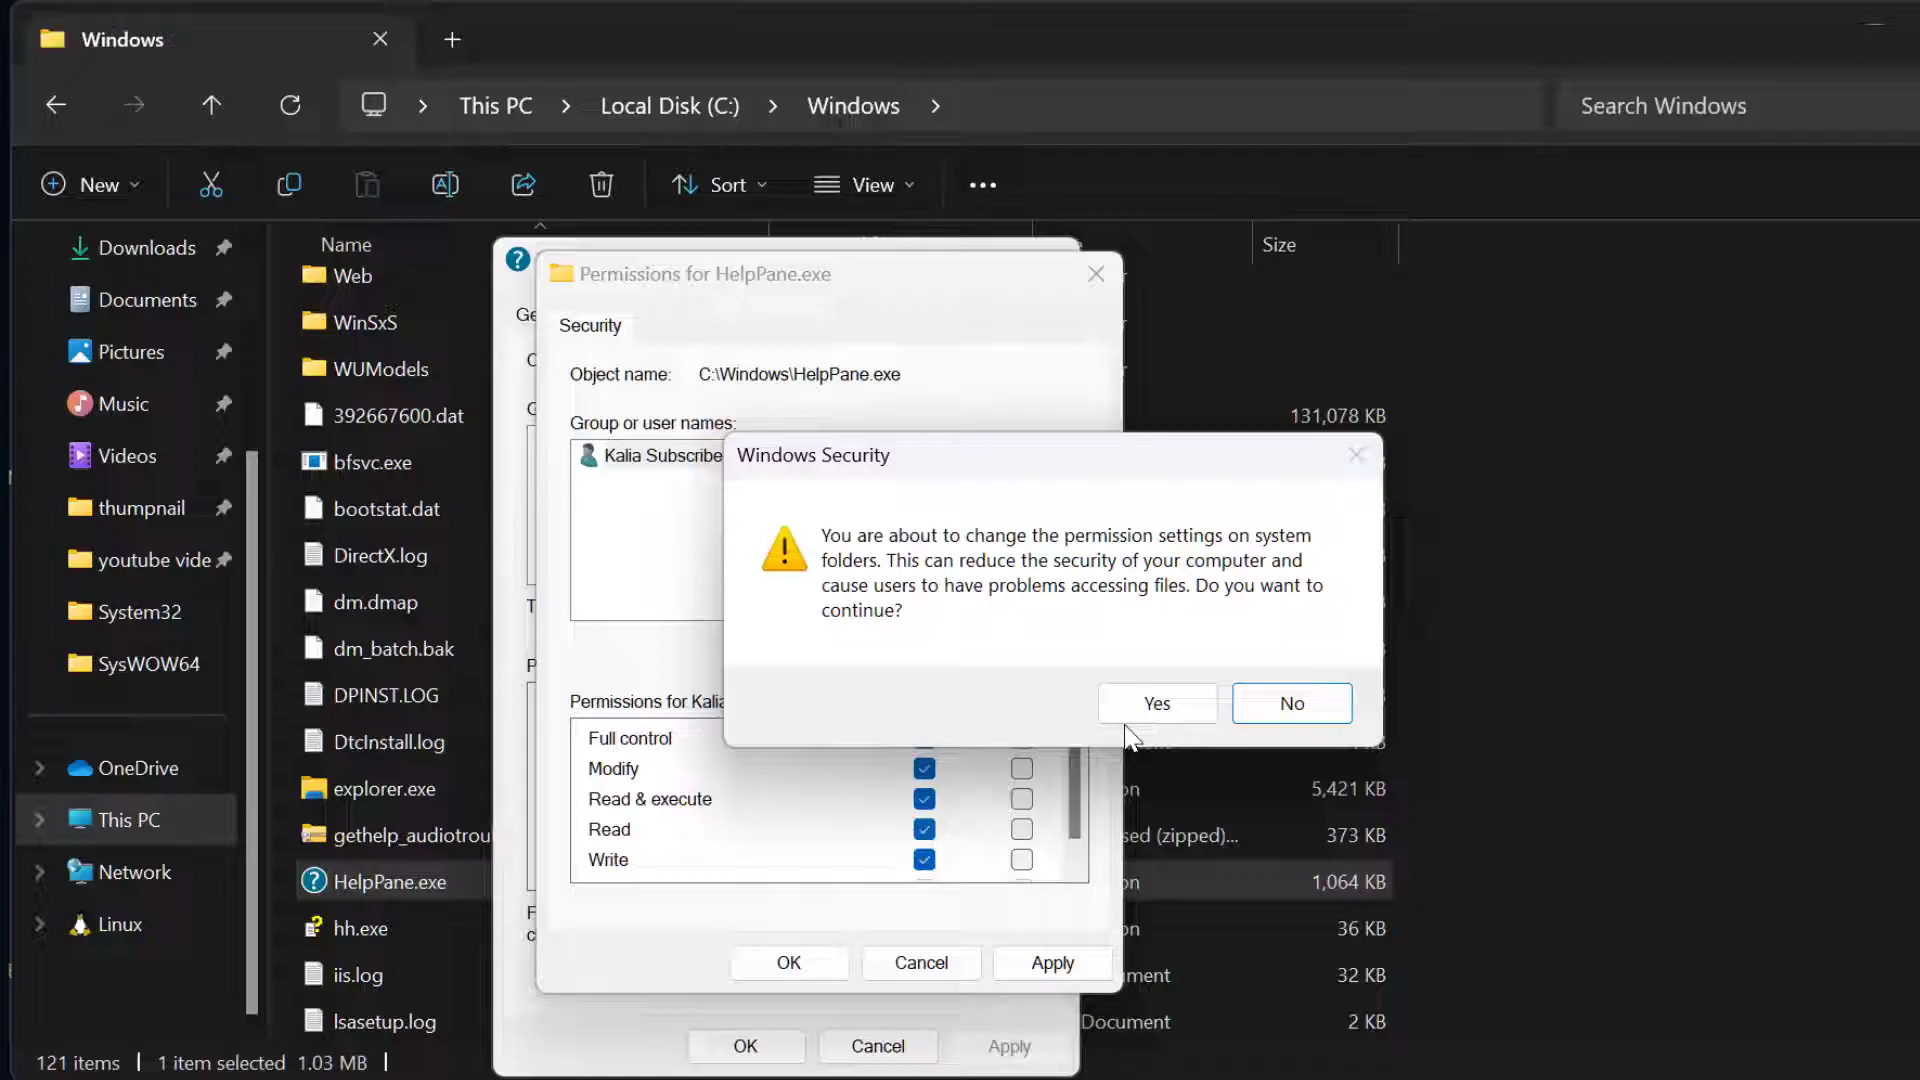 Windows
This PC
Local Disk (C:)
Windows
Search Windows
New
Sort
View
Downloads
Documents
Pictures
Music
Videos
thumpnail
youtube vide
System32
SysWOW64
OneDrive
This PC
Network
Linux
Name
Size
Web
WinSxS
WUModels
392667600.dat
131,078 KB
bfsvc.exe
bootstat.dat
DirectX.log
dm.dmap
dm_batch.bak
DPINST.LOG
DtcInstall.log
explorer.exe
5,421 KB
gethelp_audiotrou
sed (zipped)...
373 KB
HelpPane.exe
1,064 KB
hh.exe
36 KB
iis.log
ment
32 KB
lsasetup.log
Document
2 KB
Ge
Permissions for HelpPane.exe
Security
Object name: C:\Windows\HelpPane.exe
Group or user names:
Kalia Subscribe
Permissions for Kalia
Full control
Modify
Read & execute
Read
Write
OK
Cancel
Apply
Windows Security
You are about to change the permission settings on system
folders. This can reduce the security of your computer and
cause users to have problems accessing files. Do you want to
continue?
Yes
No
OK
Cancel
Apply
121 items
1 item selected 1.03 MB